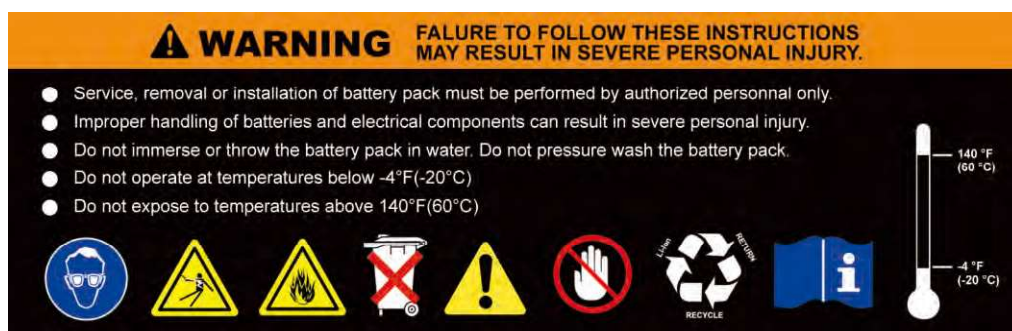 WARNING
FALURE TO FOLLOW THESE INSTRUCTIONS
MAY RESULT IN SEVERE PERSONAL INJURY.
Service, removal or installation of battery pack must be performed by authorized personnal only.
Improper handling of batteries and electrical components can result in severe personal injury.
Do not immerse or throw the battery pack in water. Do not pressure wash the battery pack.
Do not operate at temperatures below -4°F(-20°C)
Do not expose to temperatures above 140°F(60°C)
140 °F
(60 °C)
-4 °F
(-20 °C)
Li-Ion
RETURN
RECYCLE
i